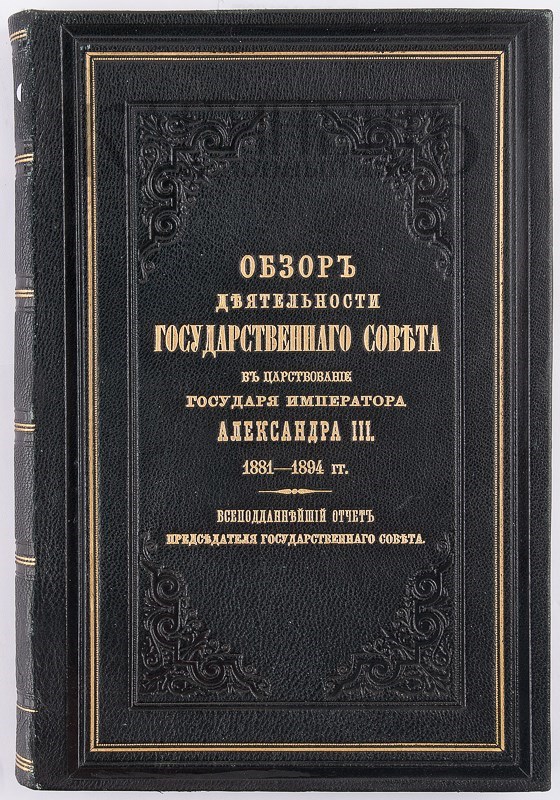 ОБЗОРЪ
ДѢЯТЕЛЬНОСТИ
ГОСУДАРСТВЕННАГО СОВѢТА
ВЪ ЦАРСТВОВАНІЕ
ГОСУДАРЯ ИМПЕРАТОРА
АЛЕКСАНДРА III.
1881—1894 ГГ.
ВСЕПОДДАННѢЙШІЙ ОТЧЕТЪ
ПРЕДСѢДАТЕЛЯ ГОСУДАРСТВЕННАГО СОВѢТА.